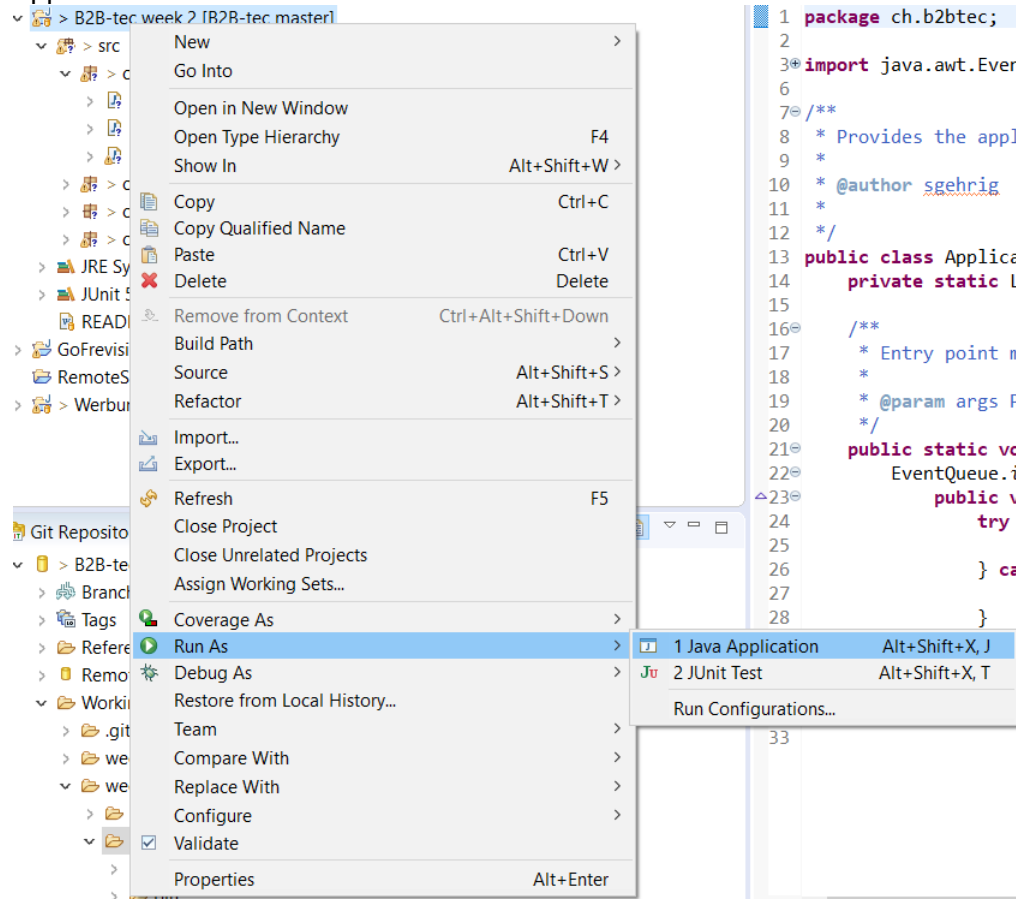 > B2B-tec week 2 [B2B-tec master]
> src
JRE Sy
JUnit 5
READ
GoFrevisi
RemoteS
> Werbu
Git Reposito
> B2B-te
Branch
Tags
Refere
Remo
Worki
.git
we
we
New
Go Into
Open in New Window
Open Type Hierarchy F4
Show In Alt+Shift+W >
Copy Ctrl+C
Copy Qualified Name
Paste Ctrl+V
Delete Delete
Remove from Context Ctrl+Alt+Shift+Down
Build Path
Source Alt+Shift+S >
Refactor Alt+Shift+T >
Import...
Export...
Refresh F5
Close Project
Close Unrelated Projects
Assign Working Sets...
Coverage As
Run As
Debug As
Restore from Local History...
Team
Compare With
Replace With
Configure
Validate
Properties Alt+Enter
1 Java Application Alt+Shift+X, J
2 JUnit Test Alt+Shift+X, T
Run Configurations...
1 package ch.b2btec;
2
3 import java.awt.Even
6
7 /**
8 * Provides the appl
9 *
10 * @author sgehrig
11 *
12 */
13 public class Applica
14 private static L
15
16 /**
17 * Entry point m
18 *
19 * @param args P
20 */
21 public static vo
22 EventQueue.i
23 public v
24 try
25
26 } ca
27
28 }
33